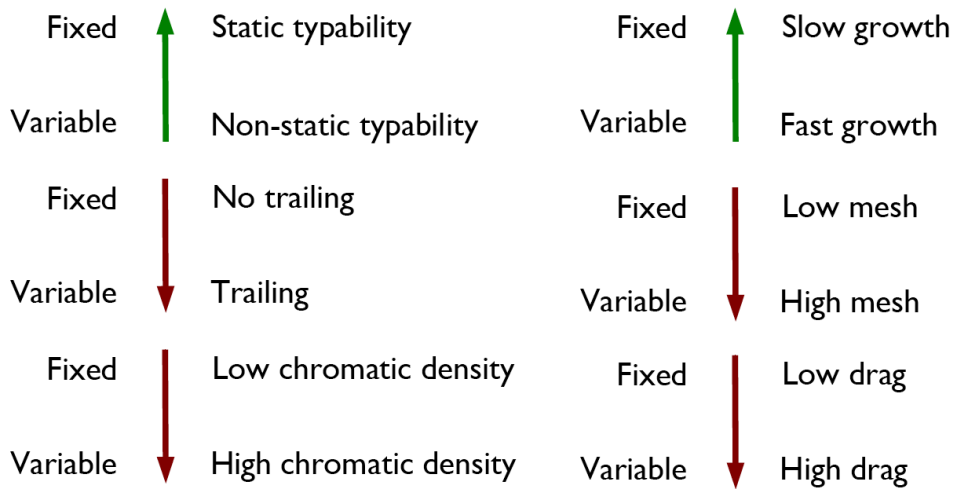 Fixed Static typability
Variable Non-static typability
Fixed No trailing
Variable Trailing
Fixed Low chromatic density
Variable High chromatic density
Fixed Slow growth
Variable Fast growth
Fixed Low mesh
Variable High mesh
Fixed Low drag
Variable High drag